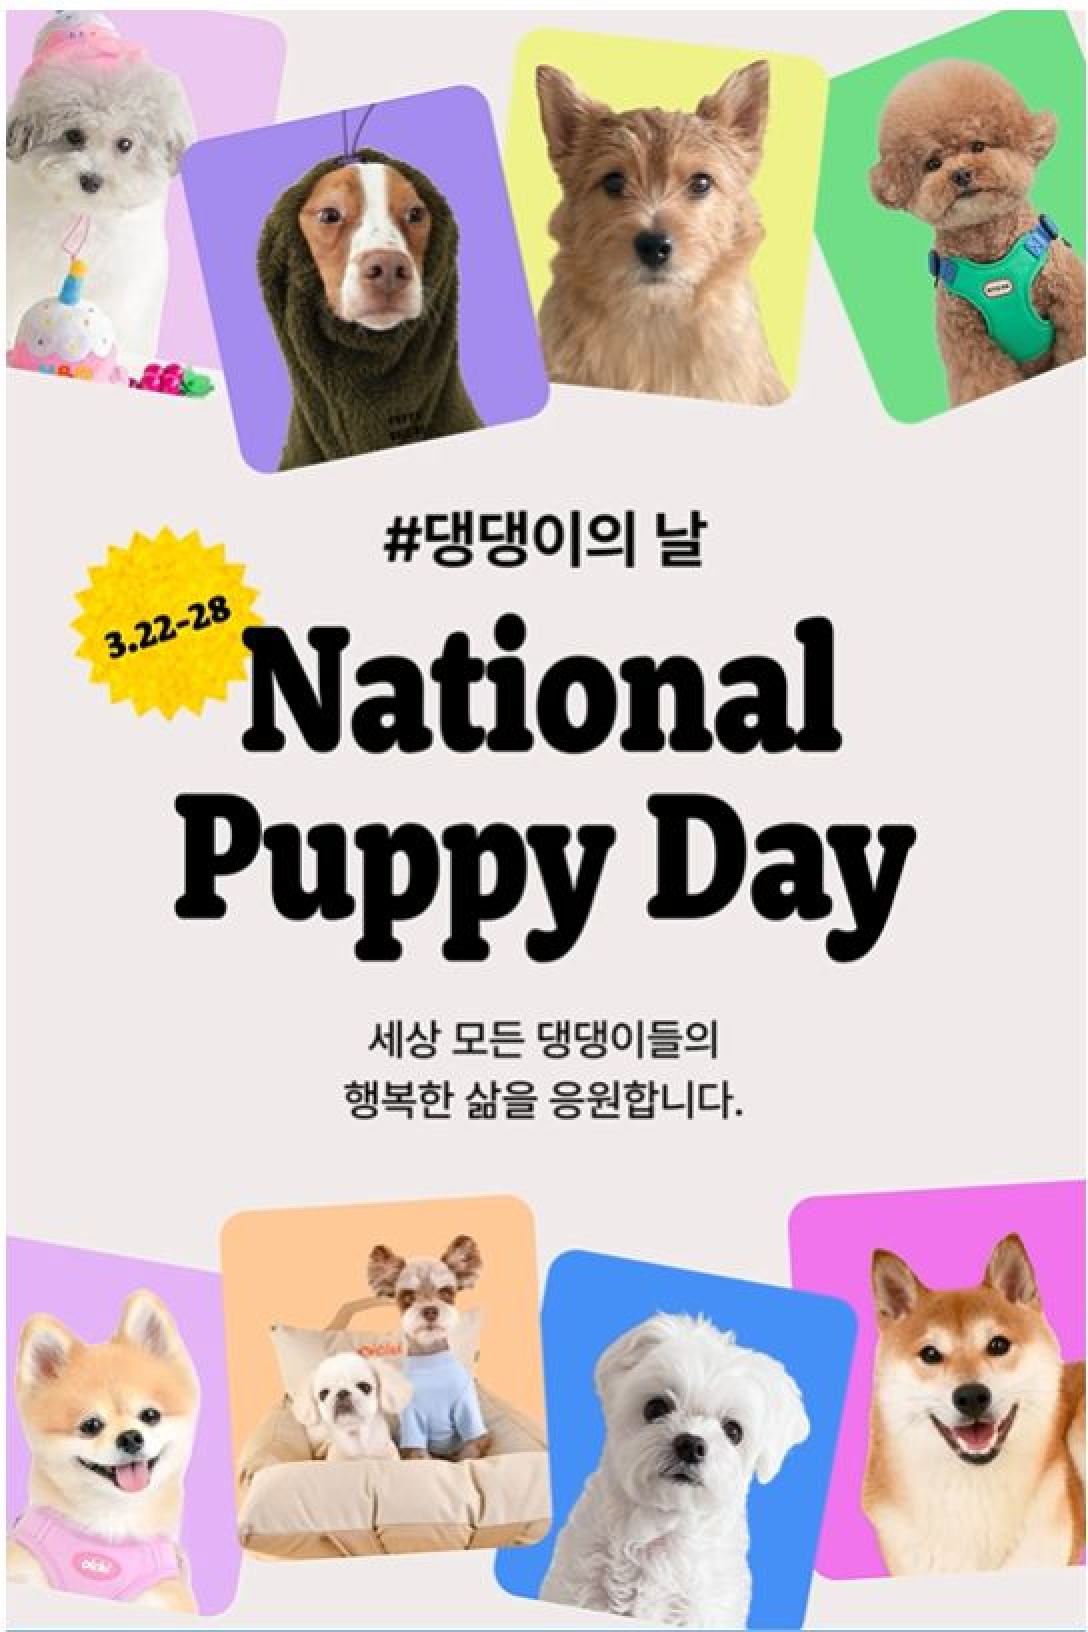 #댕댕이의 날
3.22-28
National
Puppy Day
세상 모든 댕댕이들의
행복한 삶을 응원합니다.